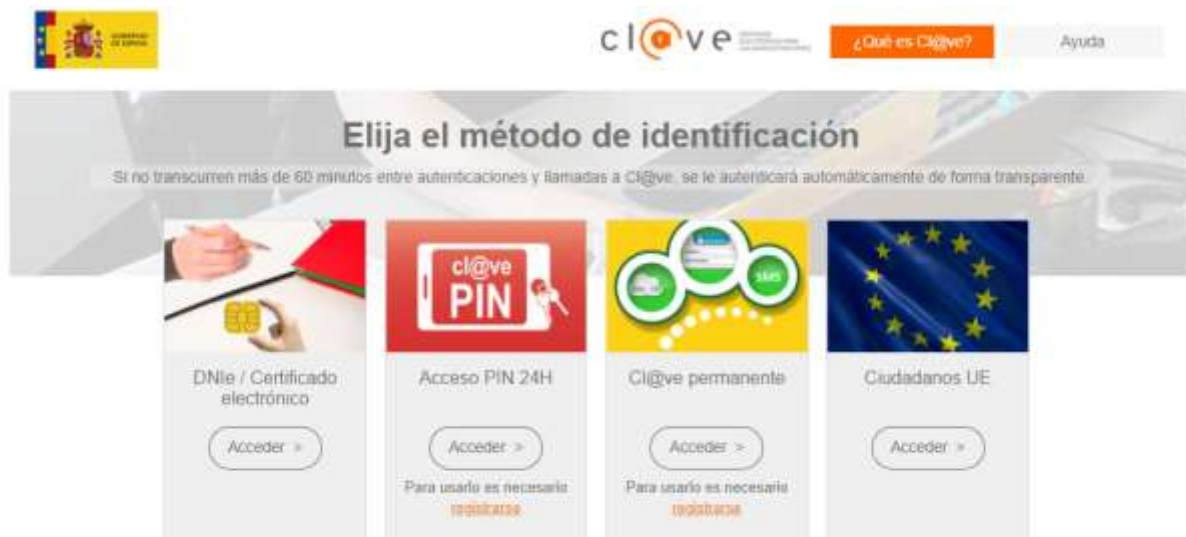 GOBIERNO
DE ESPAÑA
cl@ve
¿Qué es Cl@ve?
Ayuda
Elija el método de identificación
Si no transcurren más de 60 minutos entre autenticaciones y llamadas a Cl@ve, se le autenticará automáticamente de forma transparente.
cl@ve
PIN
SMS
DNIe / Certificado
electrónico
Acceso PIN 24H
Cl@ve permanente
Ciudadanos UE
Acceder >
Acceder >
Acceder >
Acceder >
Para usarlo es necesario
registrarse
Para usarlo es necesario
registrarse